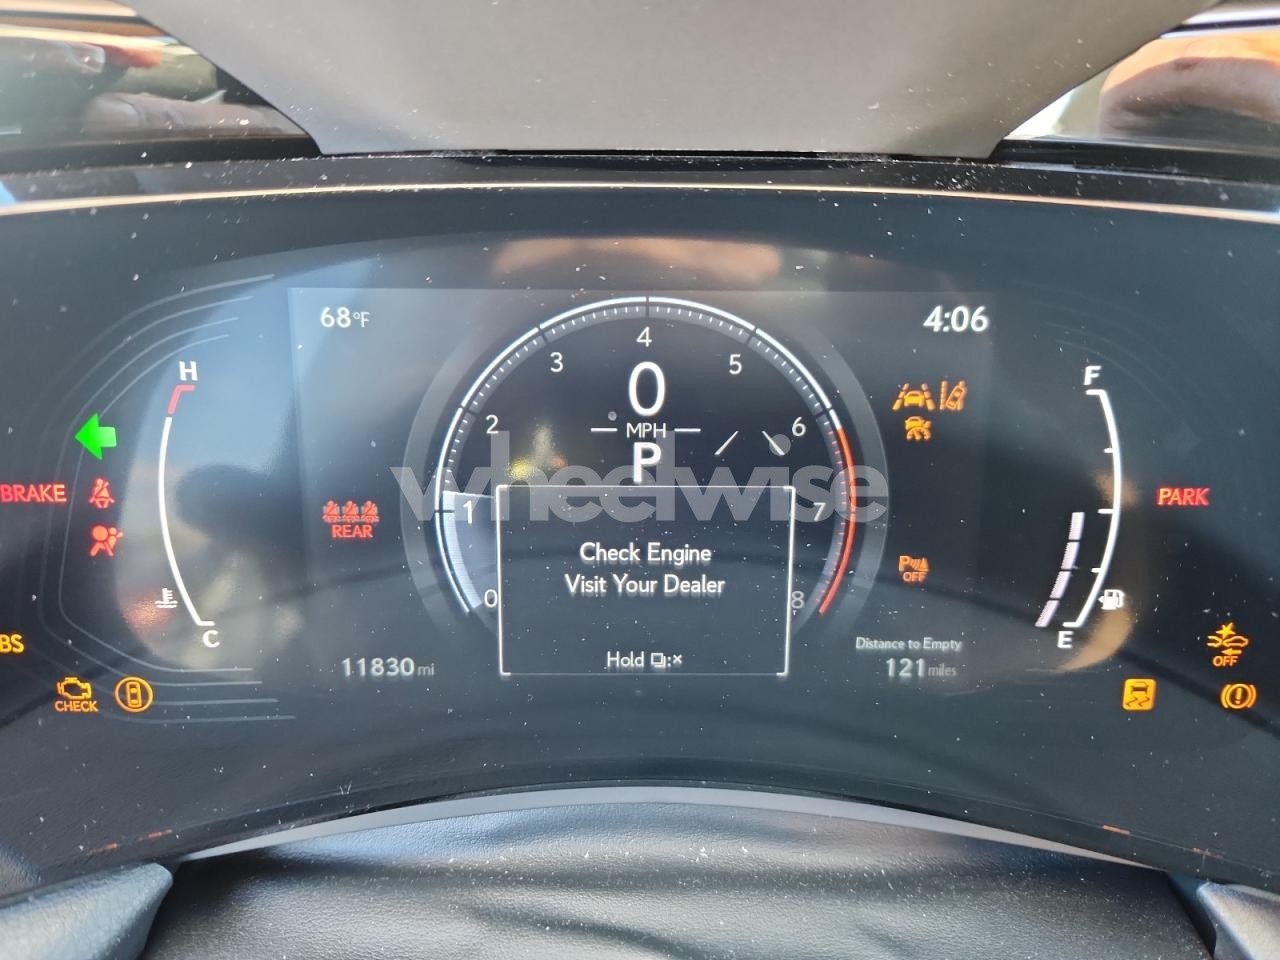 68°F
4:06
H
F
4
3
5
0
2
6
MPH
P
wheelwise
BRAKE
1
7
PARK
REAR
Check Engine
Visit Your Dealer
P
OFF
0
8
C
E
BS
Distance to Empty
OFF
11830 mi
Hold :×
121 miles
CHECK